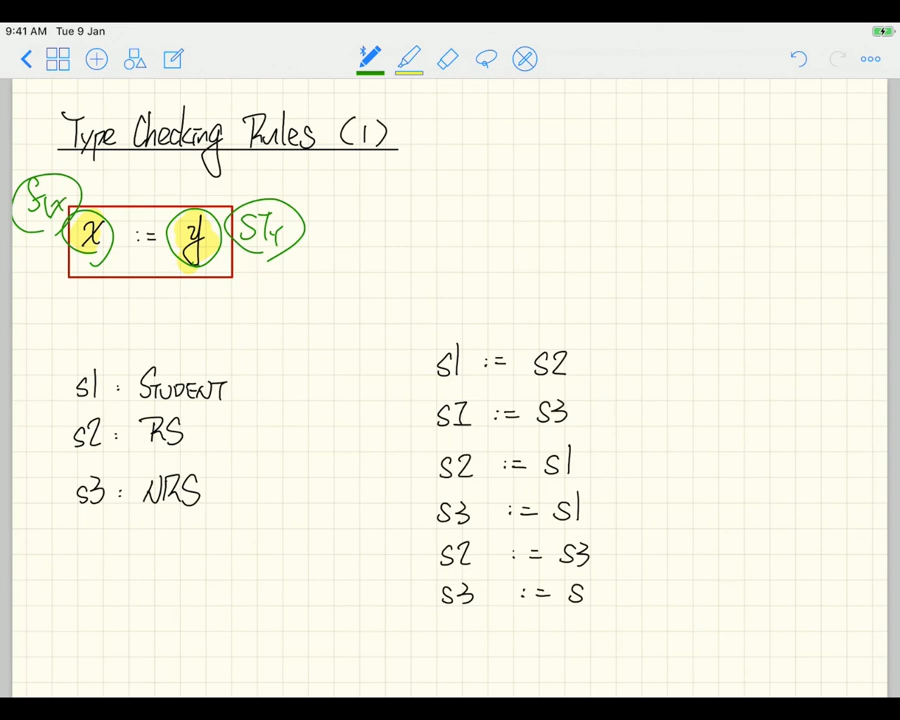 9:41 AM Tue 9 Jan
Type Checking Rules (1)
STx
x := y STy
s1 : STUDENT
s2 : RS
s3 : NRS
s1 := s2
s1 := s3
s2 := s1
s3 := s1
s2 := s3
s3 := s